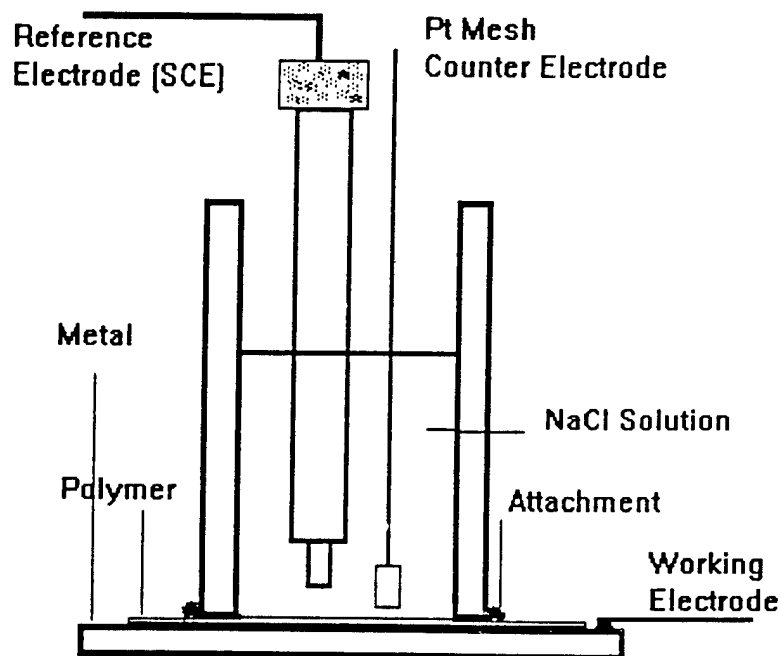 Reference
Electrode (SCE)
Pt Mesh
Counter Electrode
Metal
NaCl Solution
Polymer
Attachment
Working
Electrode